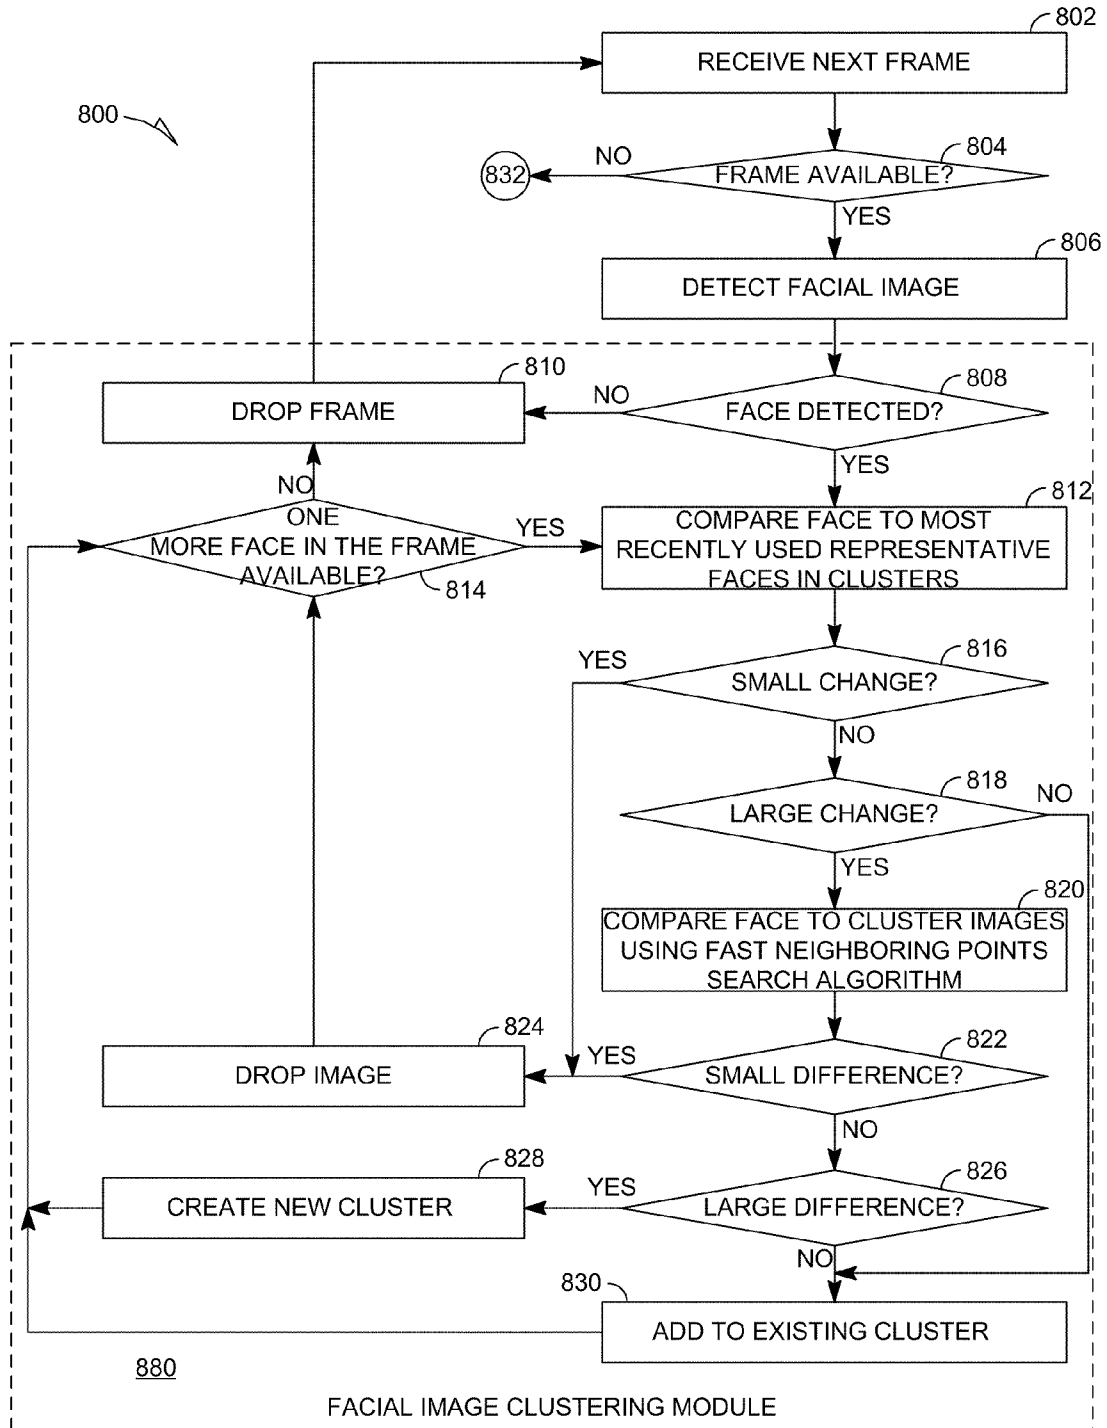 802
RECEIVE NEXT FRAME
800
804
NO
832
FRAME AVAILABLE?
YES
806
DETECT FACIAL IMAGE
810
808
NO
DROP FRAME
FACE DETECTED?
YES
NO
812
ONE
MORE FACE IN THE FRAME
AVAILABLE?
YES
814
COMPARE FACE TO MOST
RECENTLY USED REPRESENTATIVE
FACES IN CLUSTERS
816
YES
SMALL CHANGE?
NO
818
NO
LARGE CHANGE?
YES
820
COMPARE FACE TO CLUSTER IMAGES
USING FAST NEIGHBORING POINTS
SEARCH ALGORITHM
824
822
YES
DROP IMAGE
SMALL DIFFERENCE?
NO
828
826
YES
CREATE NEW CLUSTER
LARGE DIFFERENCE?
NO
830
ADD TO EXISTING CLUSTER
880
FACIAL IMAGE CLUSTERING MODULE